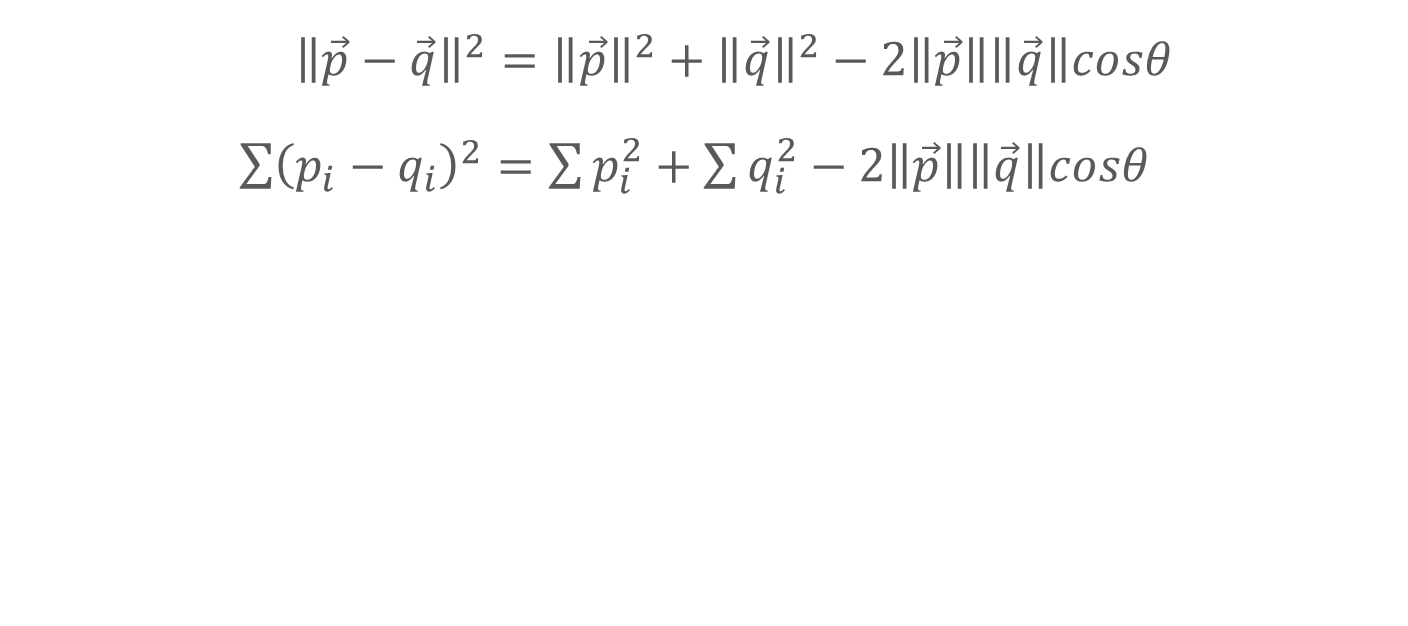 ‖p⃗ − q⃗‖² = ‖p⃗‖² + ‖q⃗‖² − 2‖p⃗‖‖q⃗‖cosθ
∑(pᵢ − qᵢ)² = ∑ pᵢ² + ∑ qᵢ² − 2‖p⃗‖‖q⃗‖cosθ